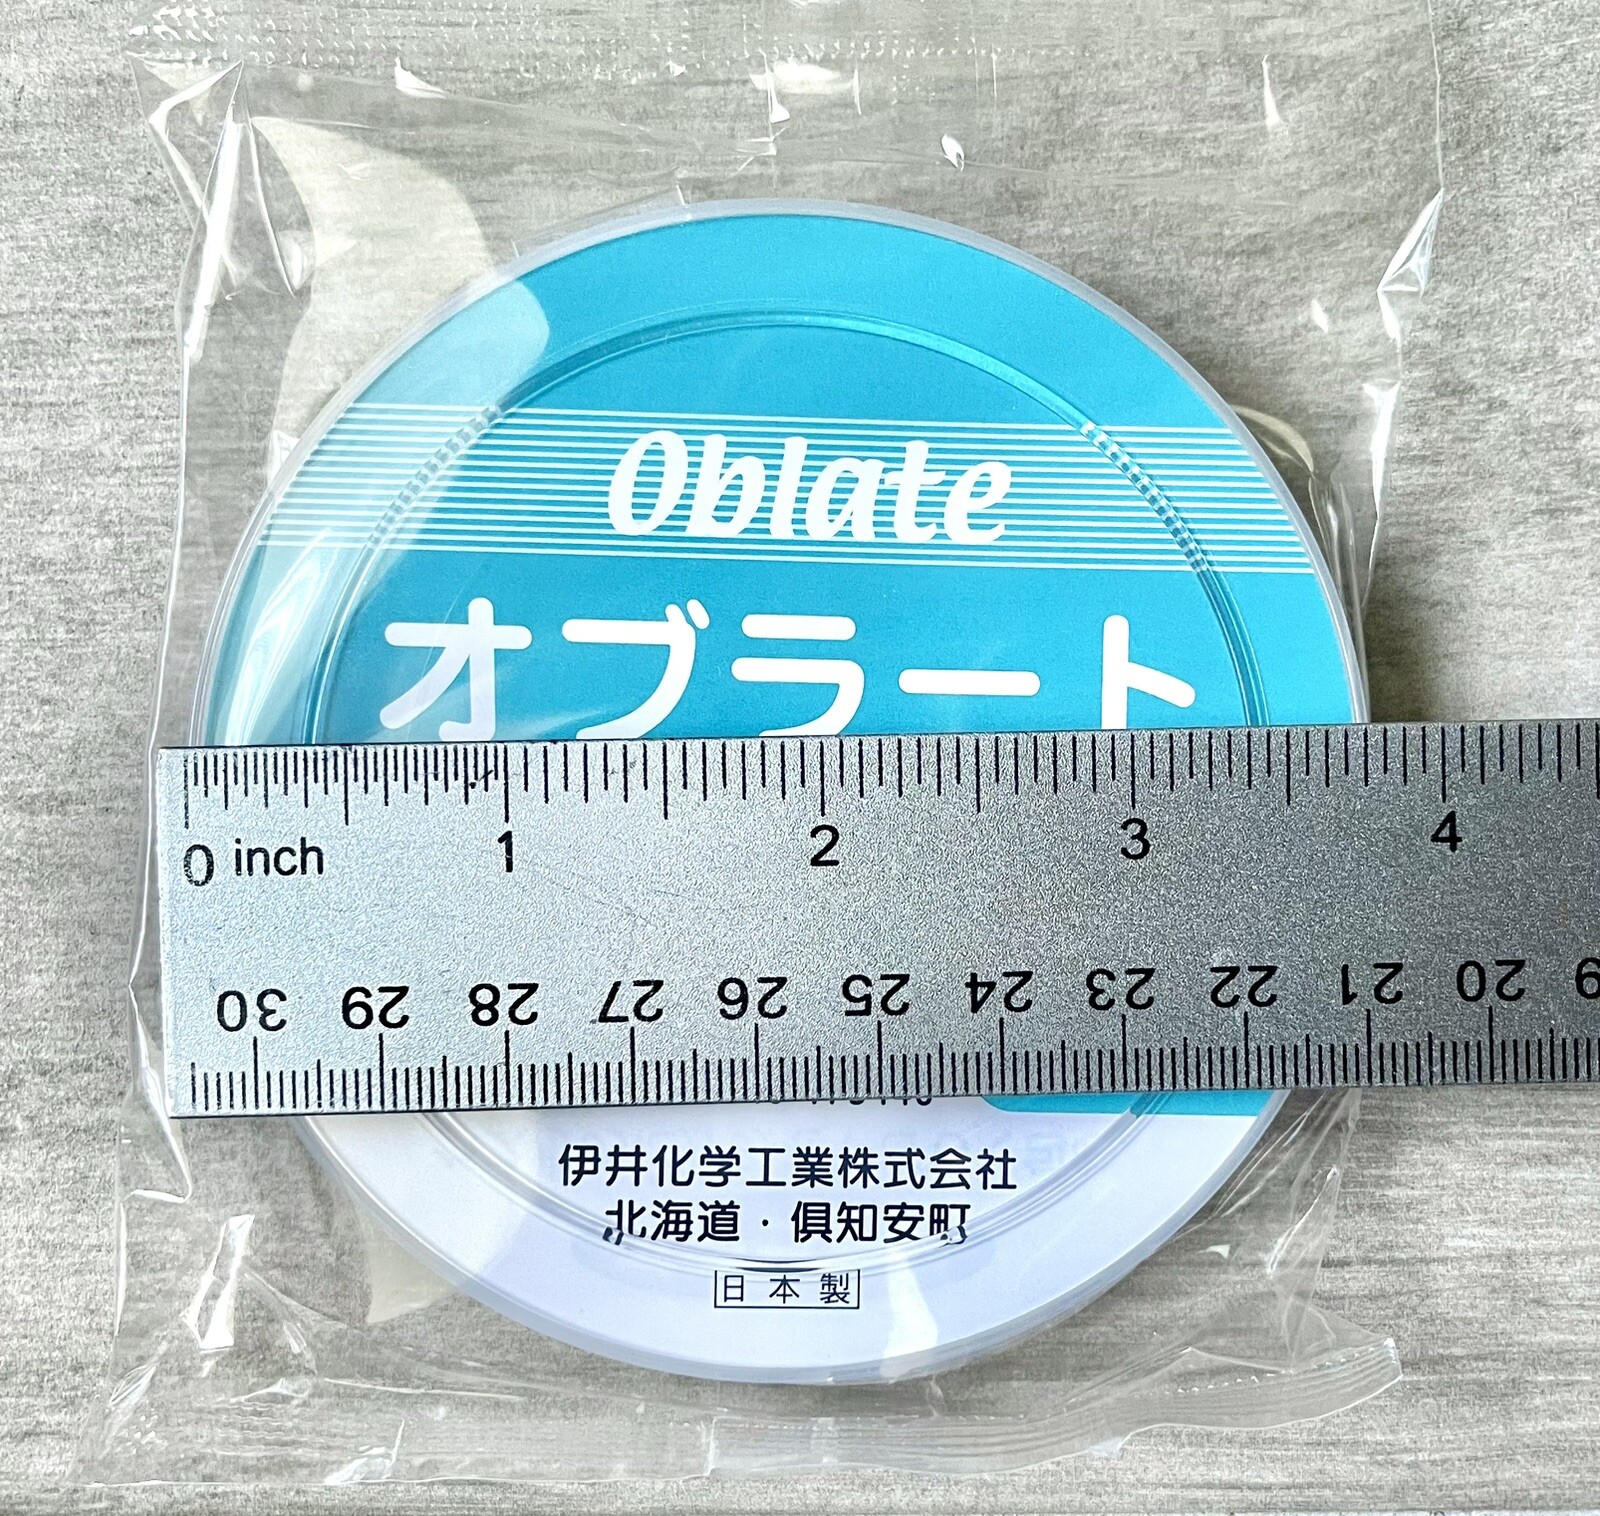 Oblate
オブラート
0 inch 1 2 3 4
30 29 28 27 26 25 24 23 22 21 20
伊井化学工業株式会社
北海道・倶知安町
日本製